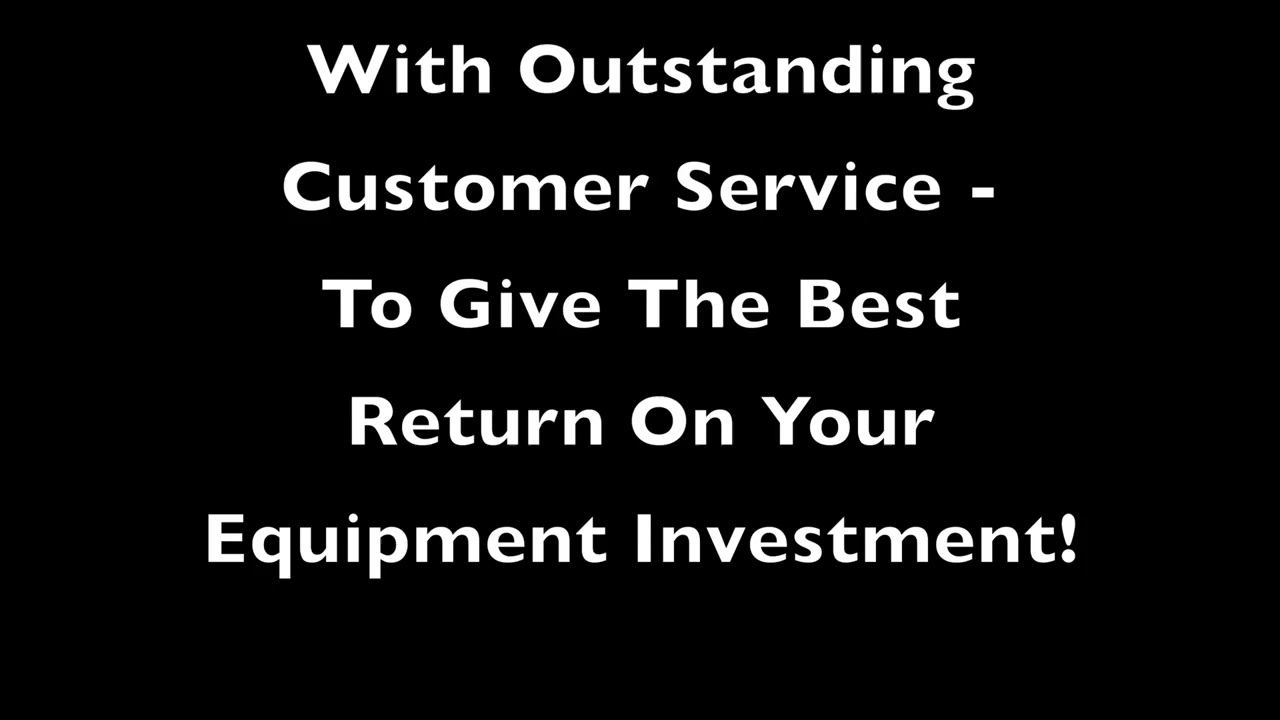 With Outstanding
Customer Service -
To Give The Best
Return On Your
Equipment Investment!